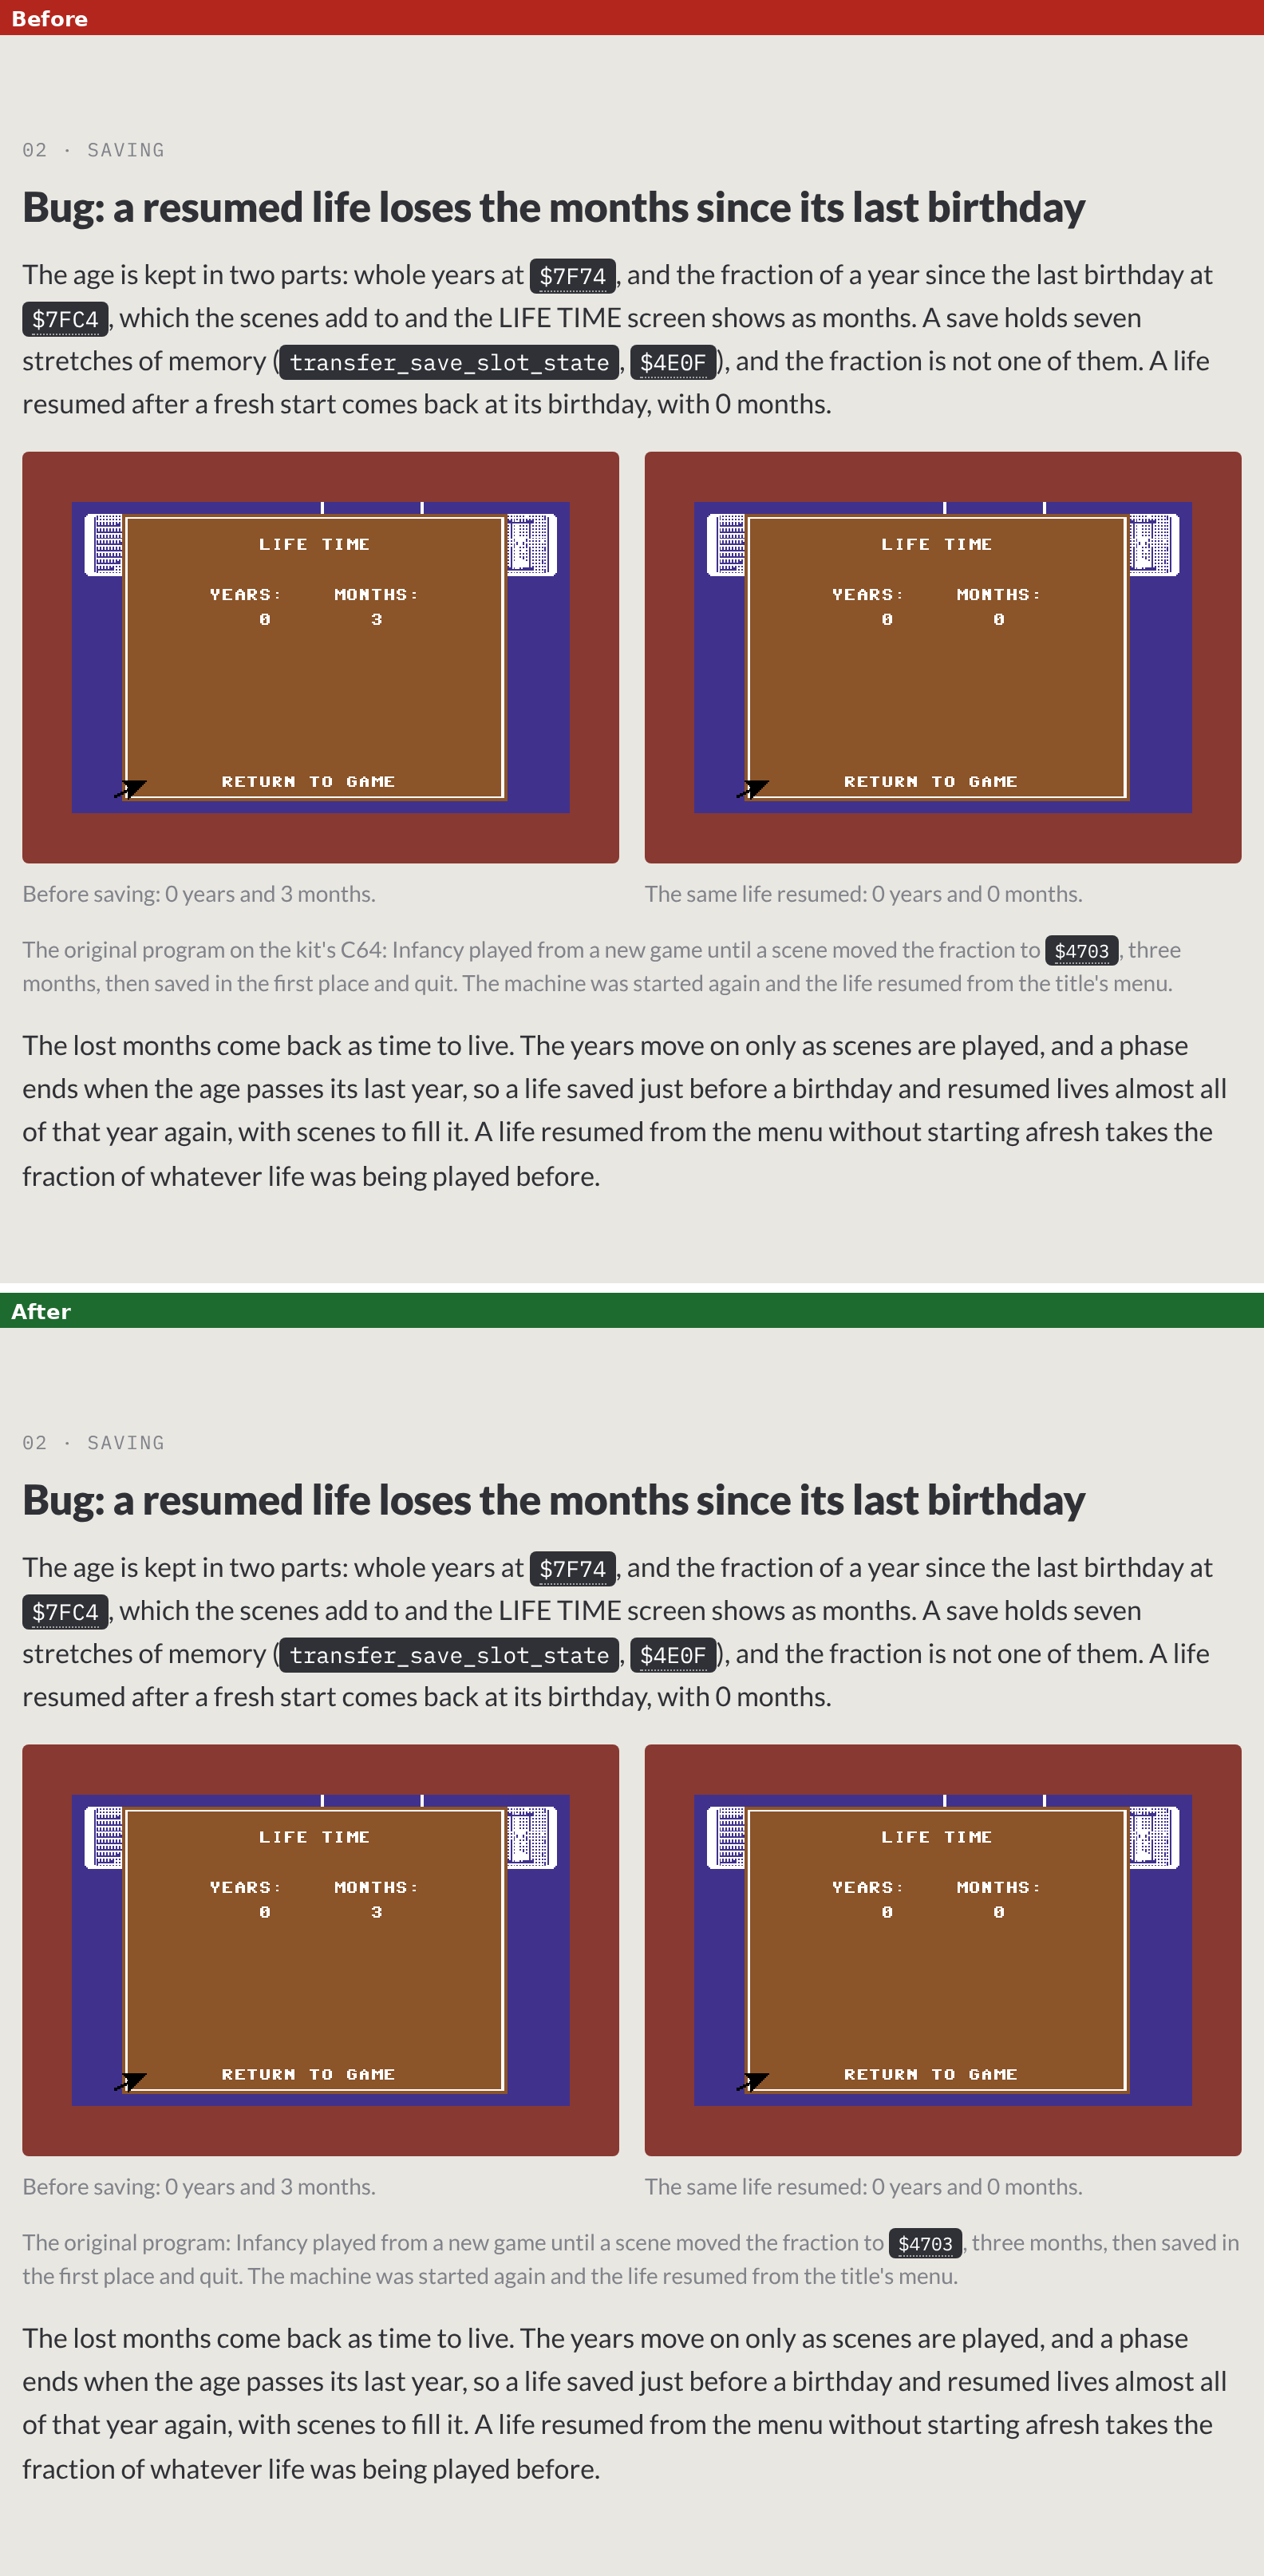 Before
02 · SAVING
Bug: a resumed life loses the months since its last birthday
The age is kept in two parts: whole years at $7F74, and the fraction of a year since the last birthday at
$7FC4, which the scenes add to and the LIFE TIME screen shows as months. A save holds seven
stretches of memory (transfer_save_slot_state, $4E0F), and the fraction is not one of them. A life
resumed after a fresh start comes back at its birthday, with 0 months.
LIFE TIME
YEARS: MONTHS:
0 3
RETURN TO GAME
LIFE TIME
YEARS: MONTHS:
0 0
RETURN TO GAME
Before saving: 0 years and 3 months.
The same life resumed: 0 years and 0 months.
The original program on the kit's C64: Infancy played from a new game until a scene moved the fraction to $4703, three
months, then saved in the first place and quit. The machine was started again and the life resumed from the title's menu.
The lost months come back as time to live. The years move on only as scenes are played, and a phase
ends when the age passes its last year, so a life saved just before a birthday and resumed lives almost all
of that year again, with scenes to fill it. A life resumed from the menu without starting afresh takes the
fraction of whatever life was being played before.
After
02 · SAVING
Bug: a resumed life loses the months since its last birthday
The age is kept in two parts: whole years at $7F74, and the fraction of a year since the last birthday at
$7FC4, which the scenes add to and the LIFE TIME screen shows as months. A save holds seven
stretches of memory (transfer_save_slot_state, $4E0F), and the fraction is not one of them. A life
resumed after a fresh start comes back at its birthday, with 0 months.
LIFE TIME
YEARS: MONTHS:
0 3
RETURN TO GAME
LIFE TIME
YEARS: MONTHS:
0 0
RETURN TO GAME
Before saving: 0 years and 3 months.
The same life resumed: 0 years and 0 months.
The original program: Infancy played from a new game until a scene moved the fraction to $4703, three months, then saved in
the first place and quit. The machine was started again and the life resumed from the title's menu.
The lost months come back as time to live. The years move on only as scenes are played, and a phase
ends when the age passes its last year, so a life saved just before a birthday and resumed lives almost all
of that year again, with scenes to fill it. A life resumed from the menu without starting afresh takes the
fraction of whatever life was being played before.